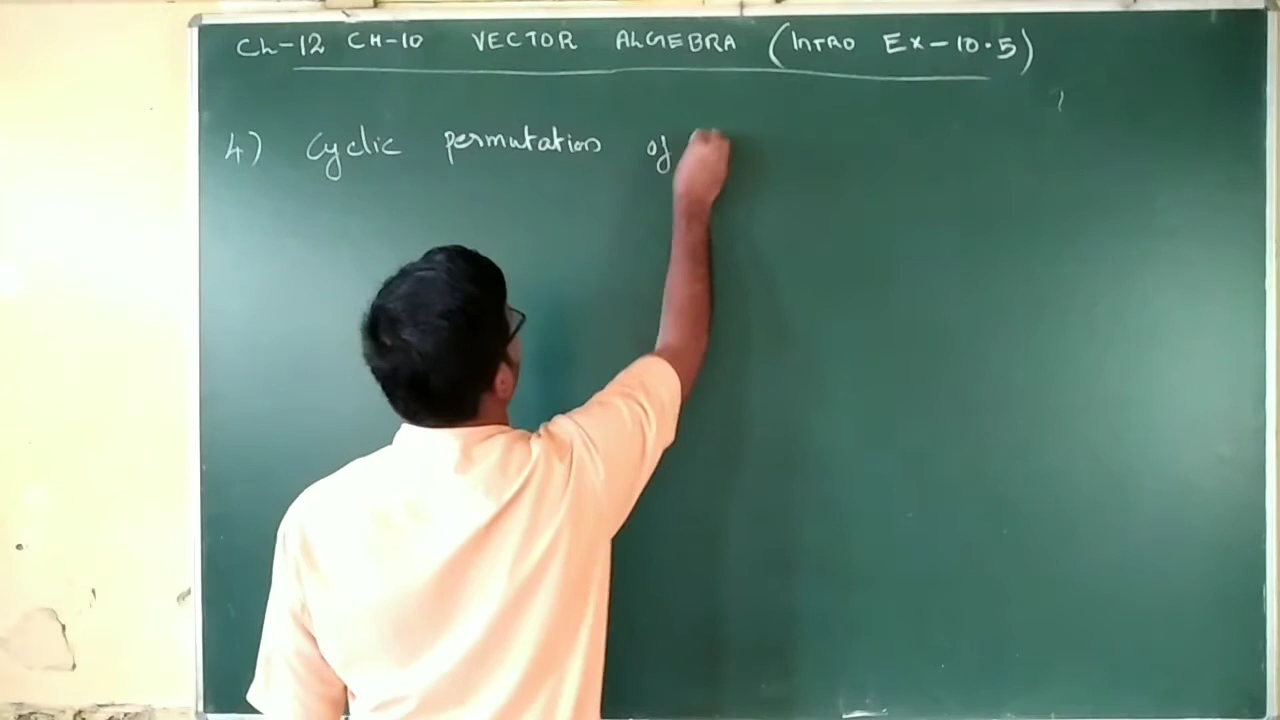 Ch-12 CH-10 VECTOR ALGEBRA (INTRO Ex-10.5)
4) Cyclic permutation of